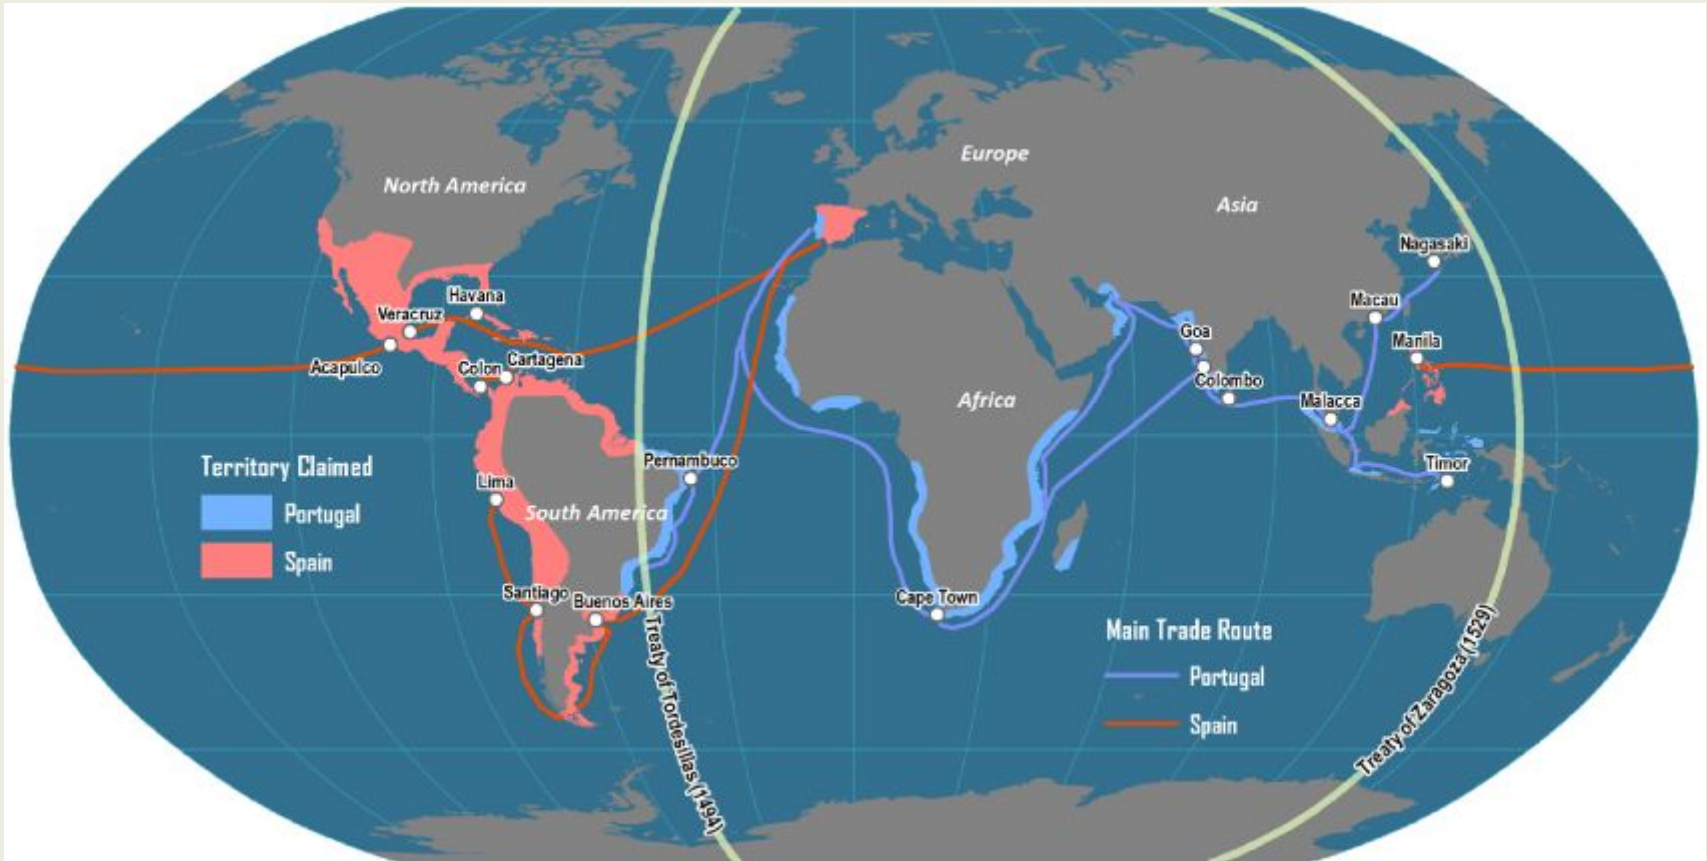 Europe
North America
Asia
Nagasaki
Havana
Macau
Veracruz
Goa
Manila
Acapulco
Colon
Cartagena
Colombo
Africa
Malacca
Pernambuco
Timor
Territory Claimed
Lima
Portugal
South America
Spain
Santiago
Buenos Aires
Cape Town
Treaty of Tordesillas (1494)
Main Trade Route
Portugal
Spain
Treaty of Zaragoza (1529)